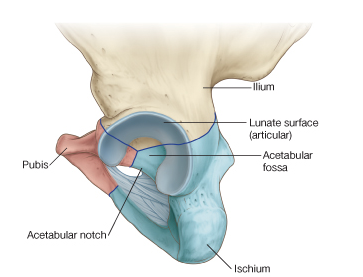 Ilium
Lunate surface
(articular)
Acetabular
fossa
Pubis
Acetabular notch
Ischium